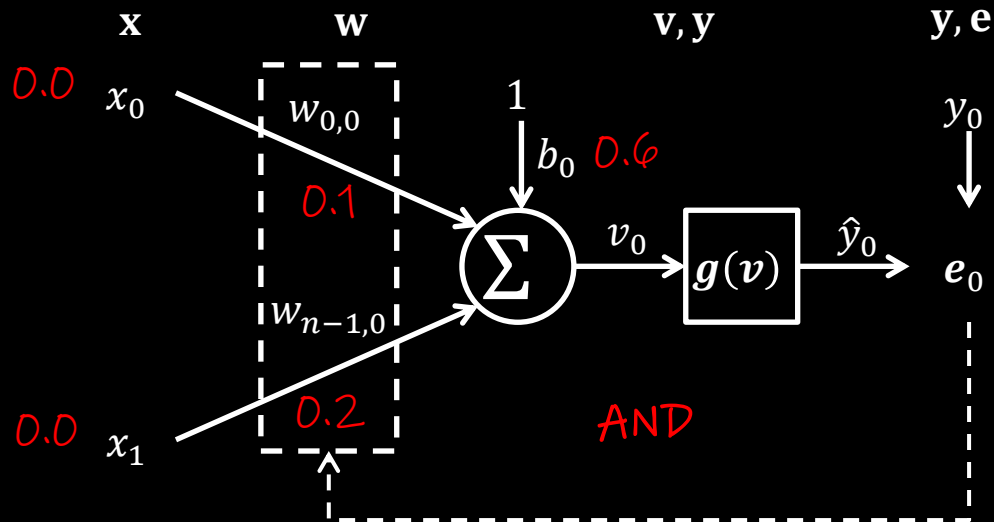 x w v, y y, e
0.0 x₀ w₀,₀ 1 y₀
0.1 b₀ 0.6
Σ v₀ g(v) ŷ₀ e₀
wₙ₋₁,₀
0.2 AND
0.0 x₁